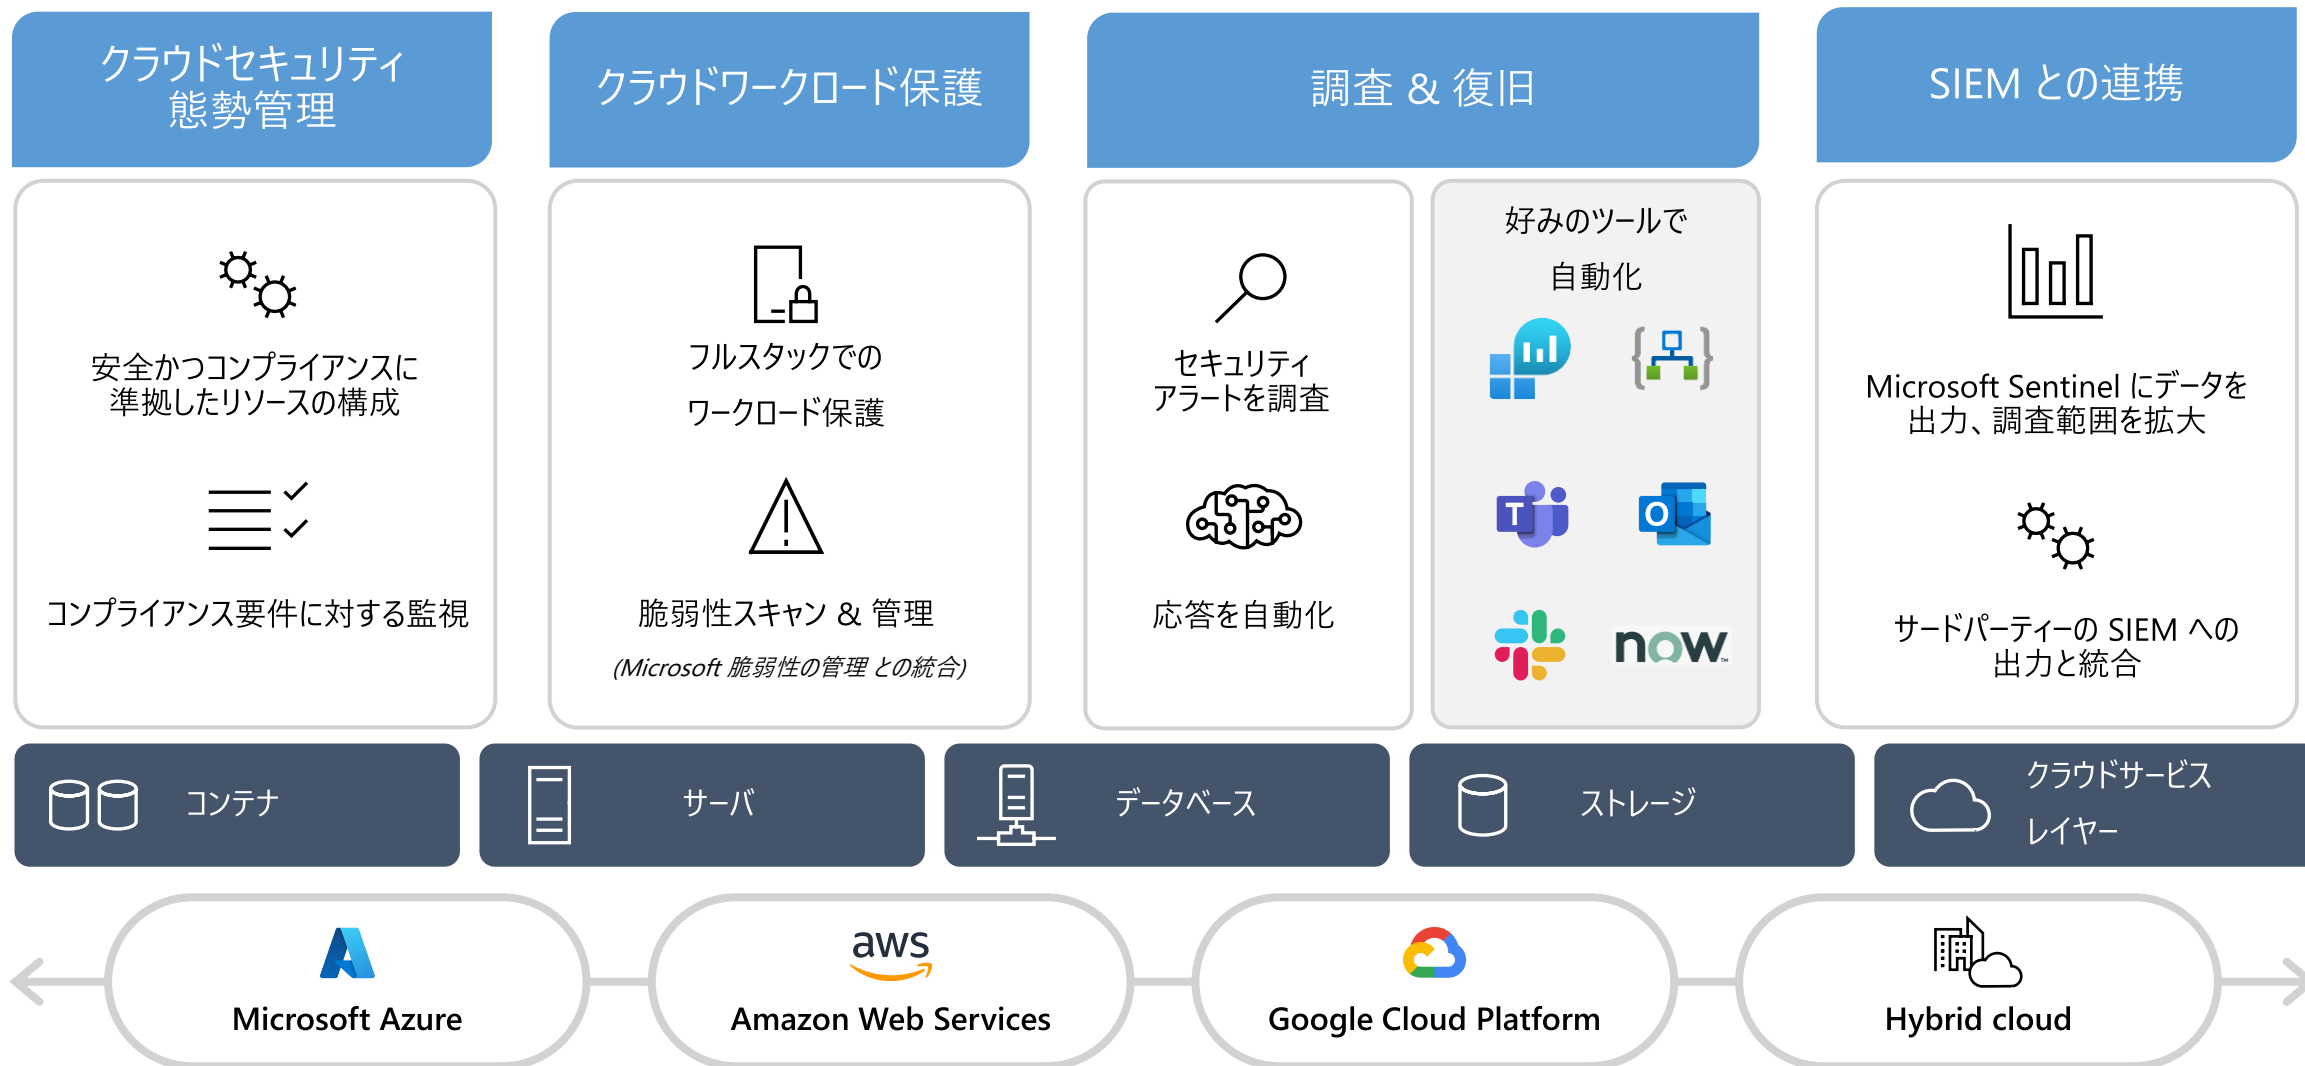 クラウドセキュリティ
態勢管理
クラウドワークロード保護
調査 & 復旧
SIEM との連携
安全かつコンプライアンスに
準拠したリソースの構成
コンプライアンス要件に対する監視
フルスタックでの
ワークロード保護
脆弱性スキャン & 管理
(Microsoft 脆弱性の管理 との統合)
セキュリティ
アラートを調査
応答を自動化
好みのツールで
自動化
T
O
now™
Microsoft Sentinel にデータを
出力、調査範囲を拡大
サードパーティーの SIEM への
出力と統合
コンテナ
サーバ
データベース
ストレージ
クラウドサービス
レイヤー
Microsoft Azure
aws
Amazon Web Services
Google Cloud Platform
Hybrid cloud